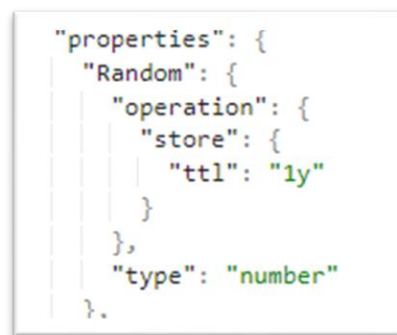 "properties": {
"Random": {
"operation": {
"store": {
"ttl": "1y"
}
},
"type": "number"
},